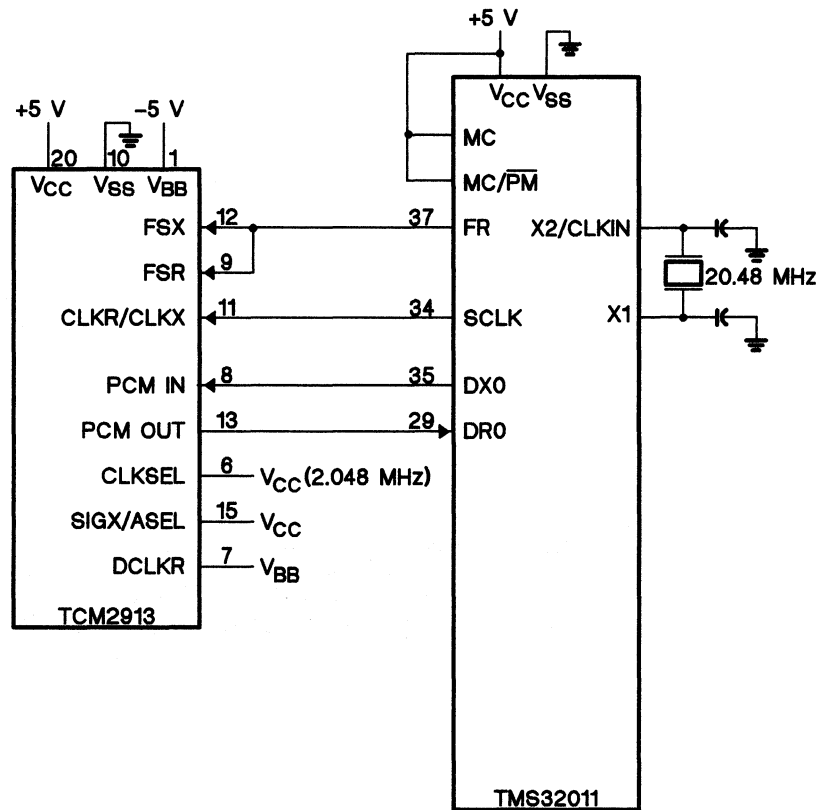 +5 V
VCC VSS
MC
MC/PM
+5 V
-5 V
20 10 1
VCC VSS VBB
FSX 12 37 FR X2/CLKIN
FSR 9
20.48 MHz
CLKR/CLKX 11 34 SCLK X1
PCM IN 8 35 DX0
PCM OUT 13 29 DR0
CLKSEL 6 VCC (2.048 MHz)
SIGX/ASEL 15 VCC
DCLKR 7 VBB
TCM2913
TMS32011